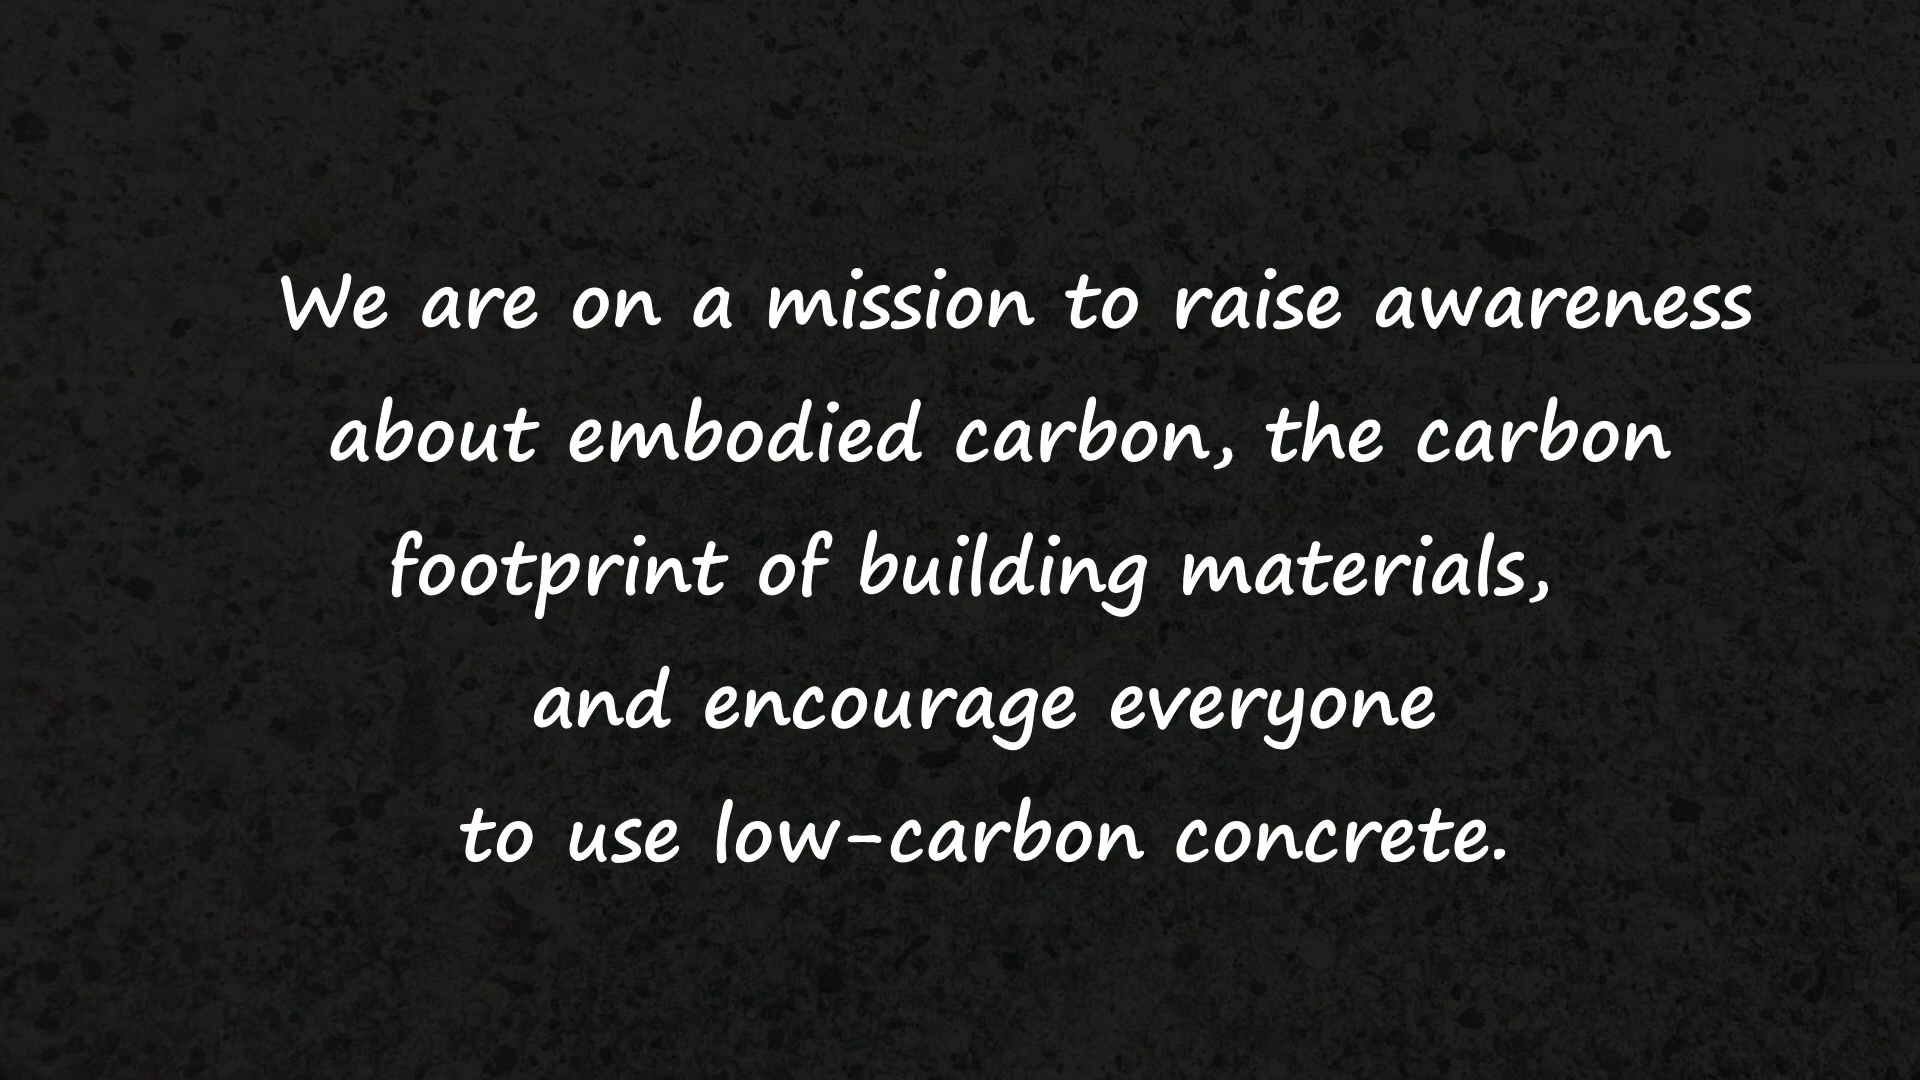 We are on a mission to raise awareness
about embodied carbon, the carbon
footprint of building materials,
and encourage everyone
to use low-carbon concrete.